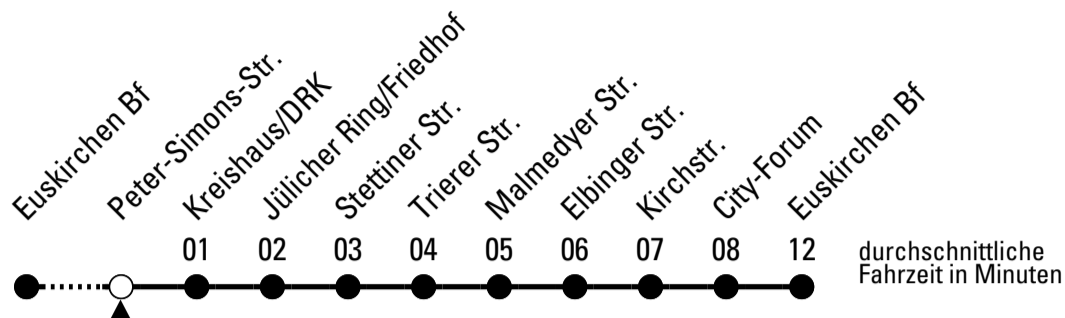 Euskirchen Bf
Peter-Simons-Str.
Kreishaus/DRK
Jülicher Ring/Friedhof
Stettiner Str.
Trierer Str.
Malmedyer Str.
Elbinger Str.
Kirchstr.
City-Forum
Euskirchen Bf
01 02 03 04 05 06 07 08 12
durchschnittliche
Fahrzeit in Minuten